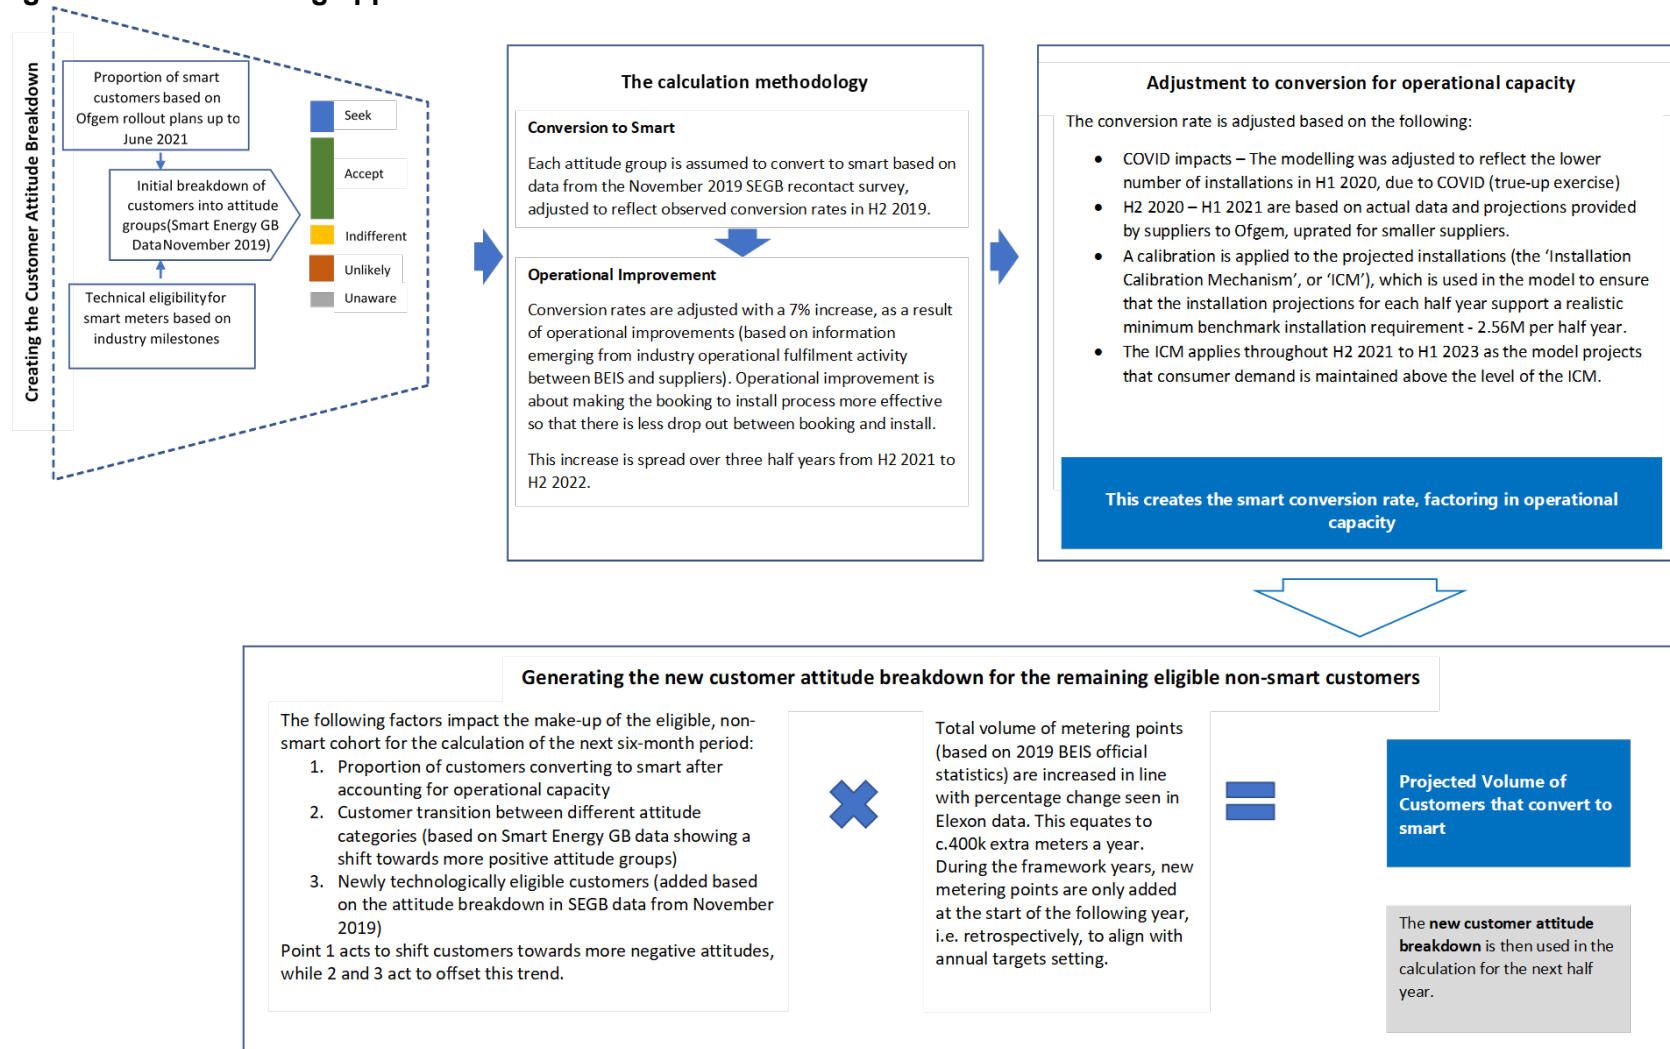 Creating the Customer Attitude Breakdown
Proportion of smart
customers based on
Ofgem rollout plans up to
June 2021
Initial breakdown of
customers into attitude
groups(Smart Energy GB
DataNovember 2019)
Technical eligibility for
smart meters based on
industry milestones
Seek
Accept
Indifferent
Unlikely
Unaware
The calculation methodology
Conversion to Smart
Each attitude group is assumed to convert to smart based on
data from the November 2019 SEGB recontact survey,
adjusted to reflect observed conversion rates in H2 2019.
Operational Improvement
Conversion rates are adjusted with a 7% increase, as a result
of operational improvements (based on information
emerging from industry operational fulfilment activity
between BEIS and suppliers). Operational improvement is
about making the booking to install process more effective
so that there is less drop out between booking and install.
This increase is spread over three half years from H2 2021 to
H2 2022.
Adjustment to conversion for operational capacity
The conversion rate is adjusted based on the following:
• COVID impacts – The modelling was adjusted to reflect the lower
number of installations in H1 2020, due to COVID (true-up exercise)
• H2 2020 – H1 2021 are based on actual data and projections provided
by suppliers to Ofgem, uprated for smaller suppliers.
• A calibration is applied to the projected installations (the ‘Installation
Calibration Mechanism’, or ‘ICM’), which is used in the model to ensure
that the installation projections for each half year support a realistic
minimum benchmark installation requirement - 2.56M per half year.
• The ICM applies throughout H2 2021 to H1 2023 as the model projects
that consumer demand is maintained above the level of the ICM.
This creates the smart conversion rate, factoring in operational
capacity
Generating the new customer attitude breakdown for the remaining eligible non-smart customers
The following factors impact the make-up of the eligible, non-
smart cohort for the calculation of the next six-month period:
1. Proportion of customers converting to smart after
accounting for operational capacity
2. Customer transition between different attitude
categories (based on Smart Energy GB data showing a
shift towards more positive attitude groups)
3. Newly technologically eligible customers (added based
on the attitude breakdown in SEGB data from November
2019)
Point 1 acts to shift customers towards more negative attitudes,
while 2 and 3 act to offset this trend.
Total volume of metering points
(based on 2019 BEIS official
statistics) are increased in line
with percentage change seen in
Elexon data. This equates to
c.400k extra meters a year.
During the framework years, new
metering points are only added
at the start of the following year,
i.e. retrospectively, to align with
annual targets setting.
Projected Volume of
Customers that convert to
smart
The new customer attitude
breakdown is then used in the
calculation for the next half
year.